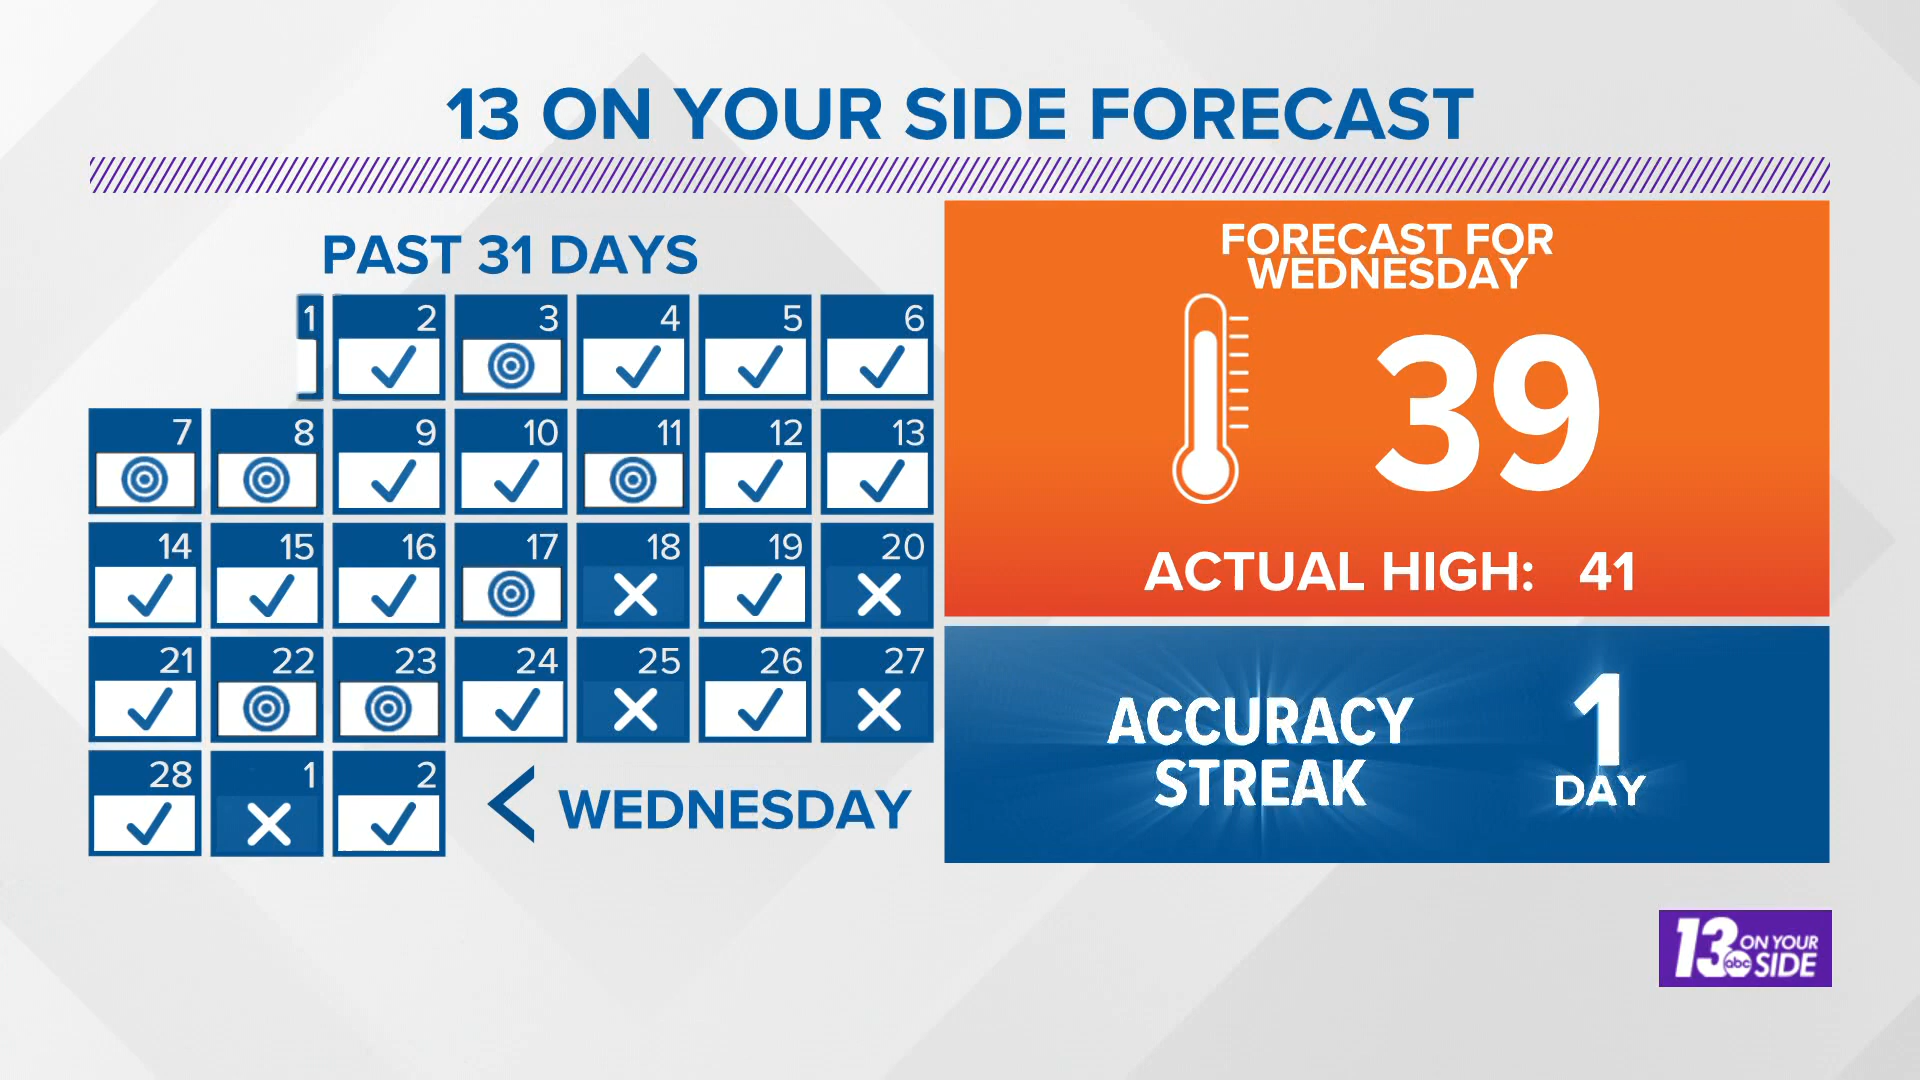 13 ON YOUR SIDE FORECAST
PAST 31 DAYS
1 2 3 4 5 6
7 8 9 10 11 12 13
14 15 16 17 18 19 20
21 22 23 24 25 26 27
28 1 2
WEDNESDAY
FORECAST FOR
WEDNESDAY
39
ACTUAL HIGH: 41
ACCURACY
STREAK
1
DAY
13 ON YOUR
abc SIDE